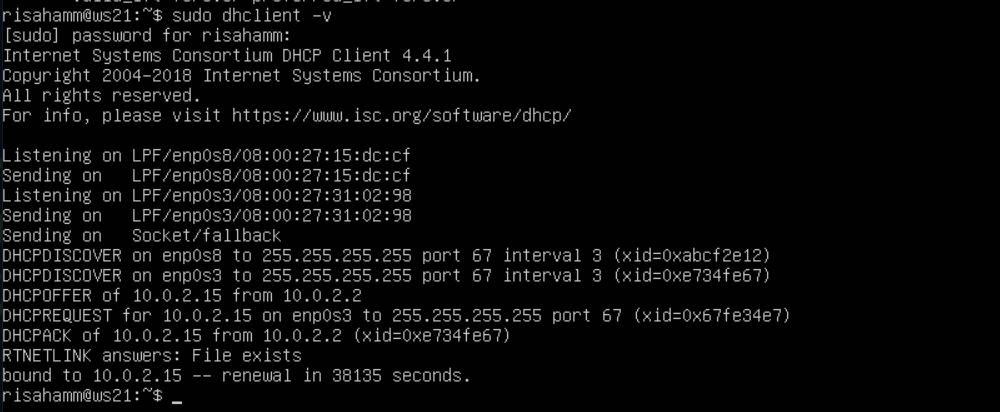 risahamm@ws21:~$ sudo dhclient -v
[sudo] password for risahamm:
Internet Systems Consortium DHCP Client 4.4.1
Copyright 2004-2018 Internet Systems Consortium.
All rights reserved.
For info, please visit https://www.isc.org/software/dhcp/
Listening on LPF/enp0s8/08:00:27:15:dc:cf
Sending on   LPF/enp0s8/08:00:27:15:dc:cf
Listening on LPF/enp0s3/08:00:27:31:02:98
Sending on   LPF/enp0s3/08:00:27:31:02:98
Sending on   Socket/fallback
DHCPDISCOVER on enp0s8 to 255.255.255.255 port 67 interval 3 (xid=0xabcf2e12)
DHCPDISCOVER on enp0s3 to 255.255.255.255 port 67 interval 3 (xid=0xe734fe67)
DHCPOFFER of 10.0.2.15 from 10.0.2.2
DHCPREQUEST for 10.0.2.15 on enp0s3 to 255.255.255.255 port 67 (xid=0x67fe34e7)
DHCPACK of 10.0.2.15 from 10.0.2.2 (xid=0xe734fe67)
RTNETLINK answers: File exists
bound to 10.0.2.15 -- renewal in 38135 seconds.
risahamm@ws21:~$ _